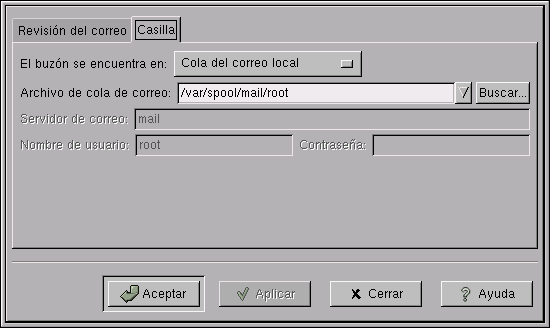 Revisión del correo Casilla
El buzón se encuentra en: Cola del correo local
Archivo de cola de correo: /var/spool/mail/root Buscar...
Servidor de correo: mail
Nombre de usuario: root Contraseña:
Aceptar Aplicar Cerrar Ayuda